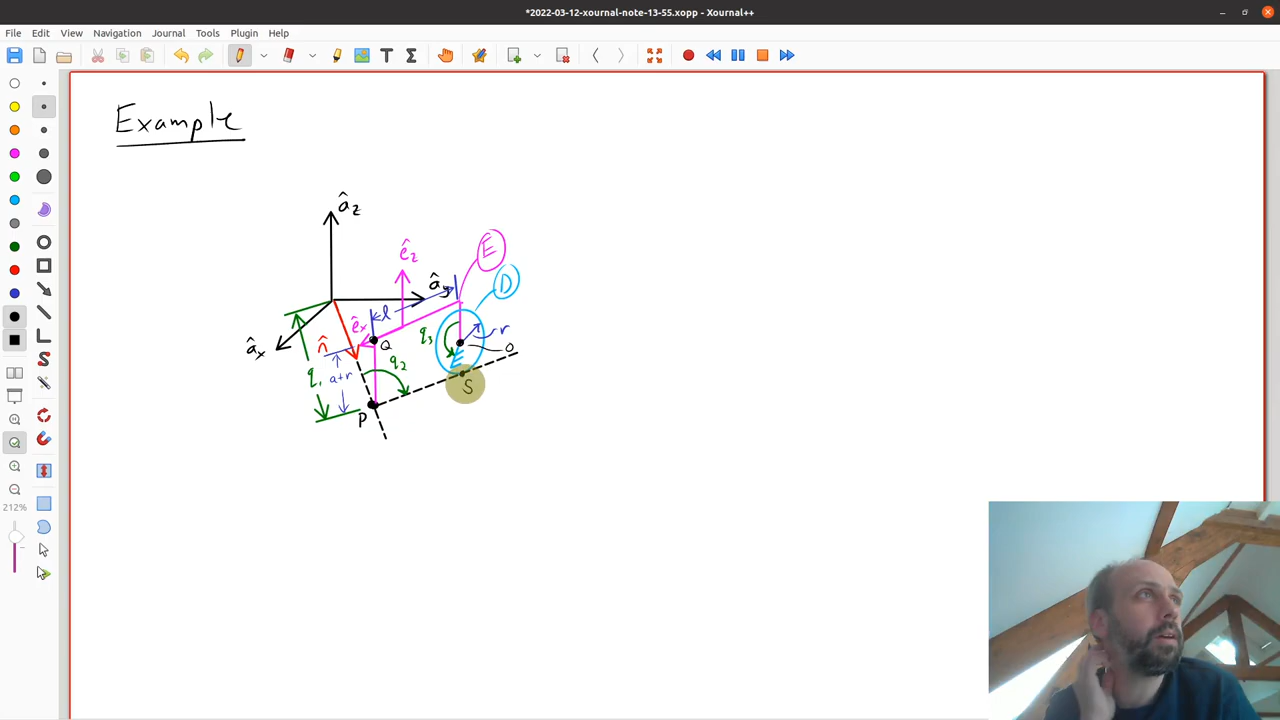 *2022-03-12-xournal-note-13-55.xopp - Xournal++
File Edit View Navigation Journal Tools Plugin Help
Example
â_z
ê_z
E
D
â_y
l
ê_x
q_3
r
Q
O
â_x
n̂
q_1
a+r
q_2
S
P
212%